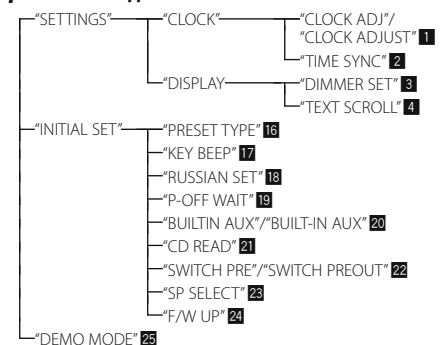 “SETTINGS” “CLOCK” “CLOCK ADJ”/
“CLOCK ADJUST” 1
“TIME SYNC” 2
“DISPLAY “DIMMER SET” 3
“TEXT SCROLL” 4
“INITIAL SET” “PRESET TYPE” 16
“KEY BEEP” 17
“RUSSIAN SET” 18
“P-OFF WAIT” 19
“BUILTIN AUX”/“BUILT-IN AUX” 20
“CD READ” 21
“SWITCH PRE”/“SWITCH PREOUT” 22
“SP SELECT” 23
“F/W UP” 24
“DEMO MODE” 25